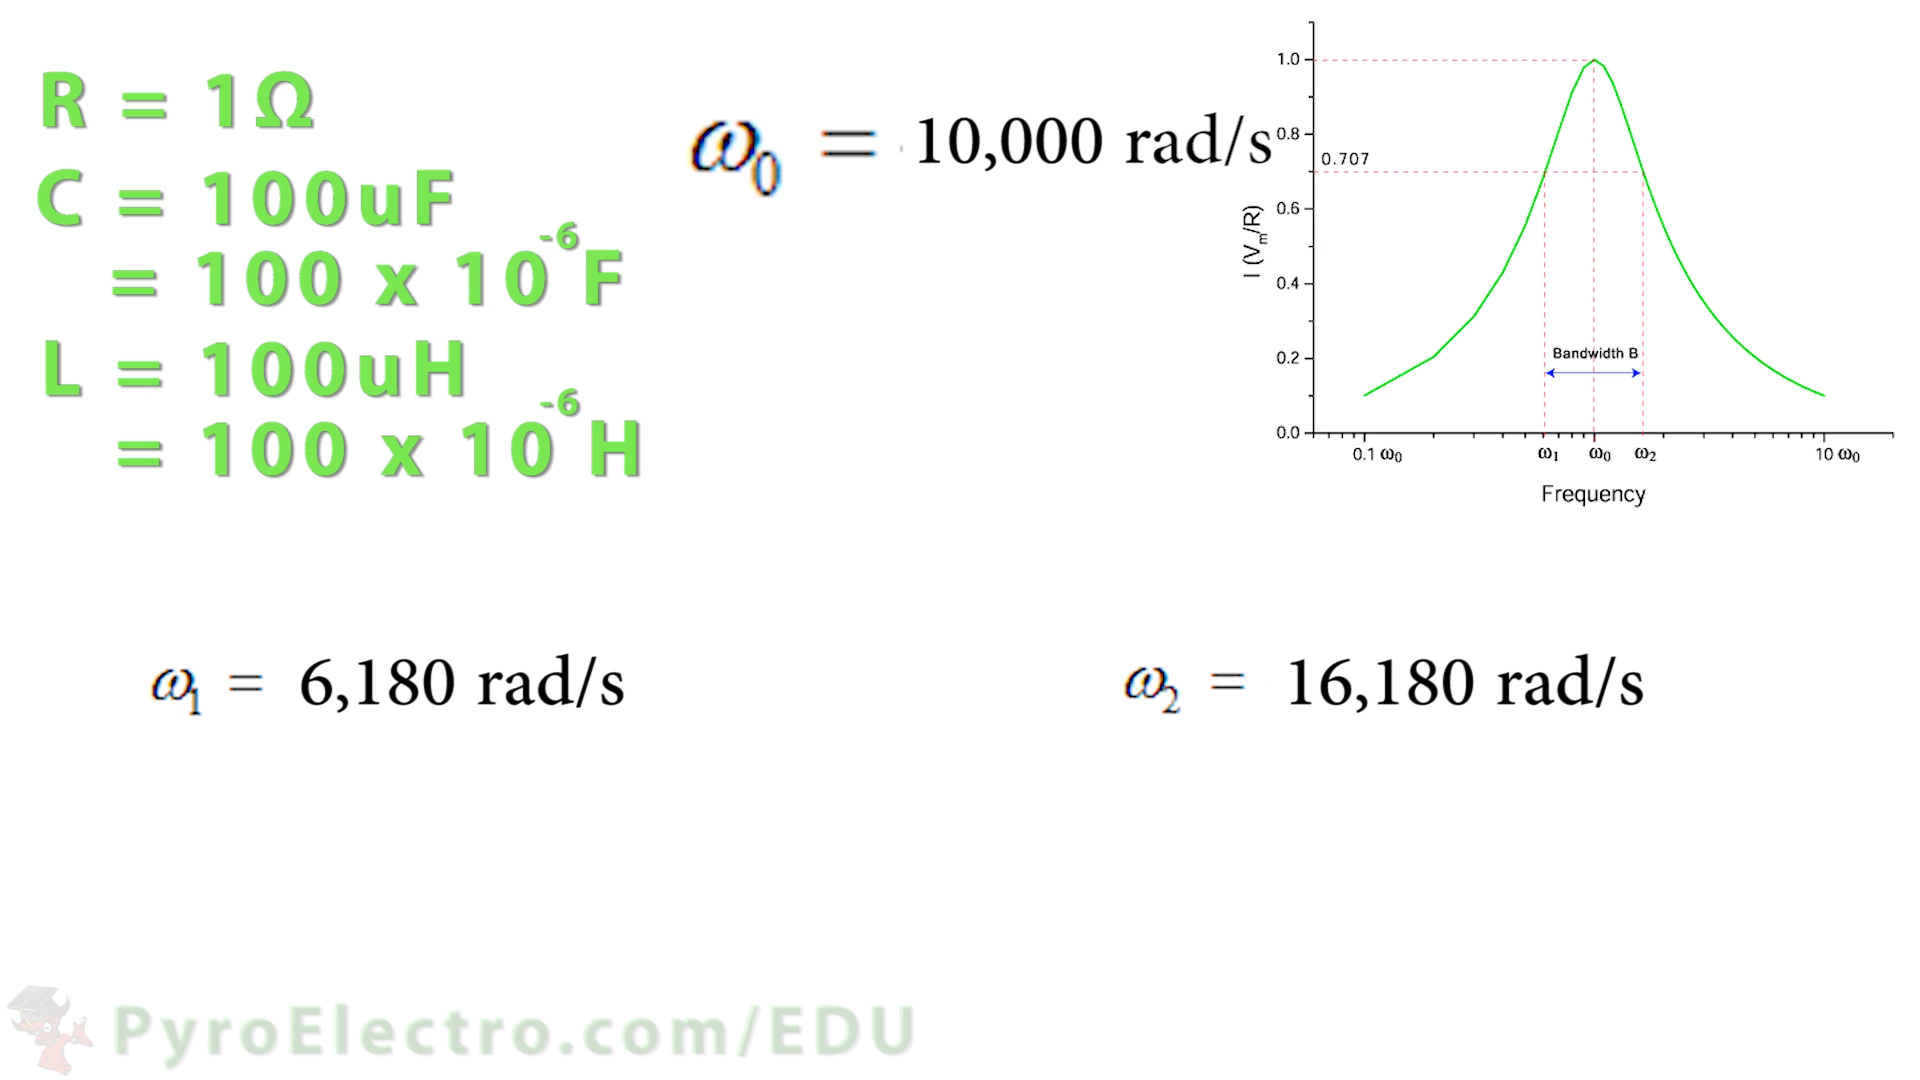 R = 1Ω
C = 100uF
= 100 x 10⁻⁶ F
L = 100uH
= 100 x 10⁻⁶ H
ω₀ = 10,000 rad/s
1.0
0.8
0.707
0.6
0.4
0.2
0.0
I (Vₘ/R)
Bandwidth B
0.1 ω₀ ω₁ ω₀ ω₂ 10 ω₀
Frequency
ω₁ = 6,180 rad/s
ω₂ = 16,180 rad/s
PyroElectro.com/EDU